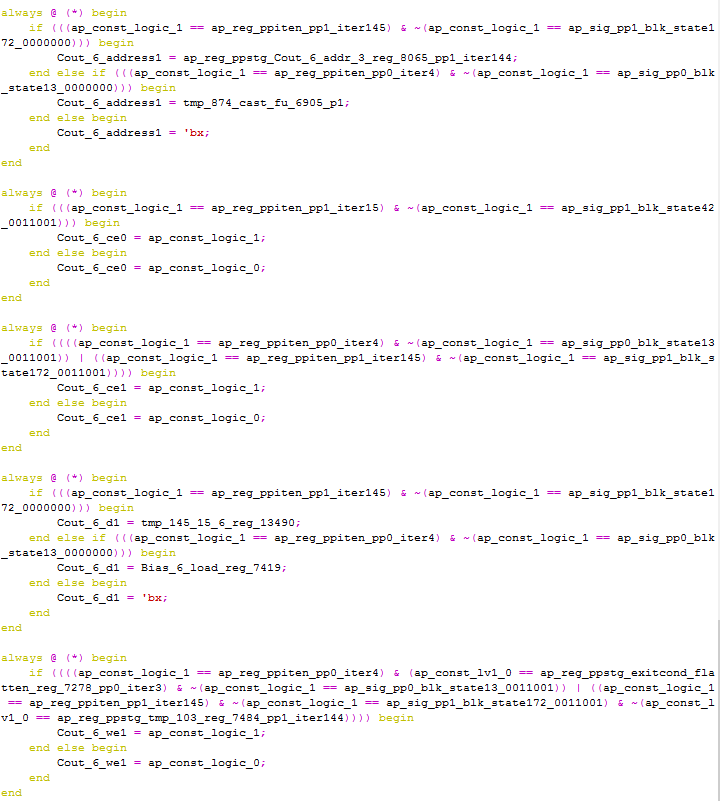 always @ (*) begin
    if (((ap_const_logic_1 == ap_reg_ppiten_pp1_iter145) & ~(ap_const_logic_1 == ap_sig_pp1_blk_state1
72_0000000))) begin
        Cout_6_address1 = ap_reg_ppstg_Cout_6_addr_3_reg_8065_pp1_iter144;
    end else if (((ap_const_logic_1 == ap_reg_ppiten_pp0_iter4) & ~(ap_const_logic_1 == ap_sig_pp0_blk
_state13_0000000))) begin
        Cout_6_address1 = tmp_874_cast_fu_6905_p1;
    end else begin
        Cout_6_address1 = 'bx;
    end
end

always @ (*) begin
    if (((ap_const_logic_1 == ap_reg_ppiten_pp1_iter15) & ~(ap_const_logic_1 == ap_sig_pp1_blk_state42
_0011001))) begin
        Cout_6_ce0 = ap_const_logic_1;
    end else begin
        Cout_6_ce0 = ap_const_logic_0;
    end
end

always @ (*) begin
    if ((((ap_const_logic_1 == ap_reg_ppiten_pp0_iter4) & ~(ap_const_logic_1 == ap_sig_pp0_blk_state13
_0011001)) | ((ap_const_logic_1 == ap_reg_ppiten_pp1_iter145) & ~(ap_const_logic_1 == ap_sig_pp1_blk_s
tate172_0011001)))) begin
        Cout_6_ce1 = ap_const_logic_1;
    end else begin
        Cout_6_ce1 = ap_const_logic_0;
    end
end

always @ (*) begin
    if (((ap_const_logic_1 == ap_reg_ppiten_pp1_iter145) & ~(ap_const_logic_1 == ap_sig_pp1_blk_state1
72_0000000))) begin
        Cout_6_d1 = tmp_145_15_6_reg_13490;
    end else if (((ap_const_logic_1 == ap_reg_ppiten_pp0_iter4) & ~(ap_const_logic_1 == ap_sig_pp0_blk
_state13_0000000))) begin
        Cout_6_d1 = Bias_6_load_reg_7419;
    end else begin
        Cout_6_d1 = 'bx;
    end
end

always @ (*) begin
    if ((((ap_const_logic_1 == ap_reg_ppiten_pp0_iter4) & (ap_const_lv1_0 == ap_reg_ppstg_exitcond_fla
tten_reg_7278_pp0_iter3) & ~(ap_const_logic_1 == ap_sig_pp0_blk_state13_0011001)) | ((ap_const_logic_1
 == ap_reg_ppiten_pp1_iter145) & ~(ap_const_logic_1 == ap_sig_pp1_blk_state172_0011001) & ~(ap_const_l
v1_0 == ap_reg_ppstg_tmp_103_reg_7484_pp1_iter144)))) begin
        Cout_6_we1 = ap_const_logic_1;
    end else begin
        Cout_6_we1 = ap_const_logic_0;
    end
end